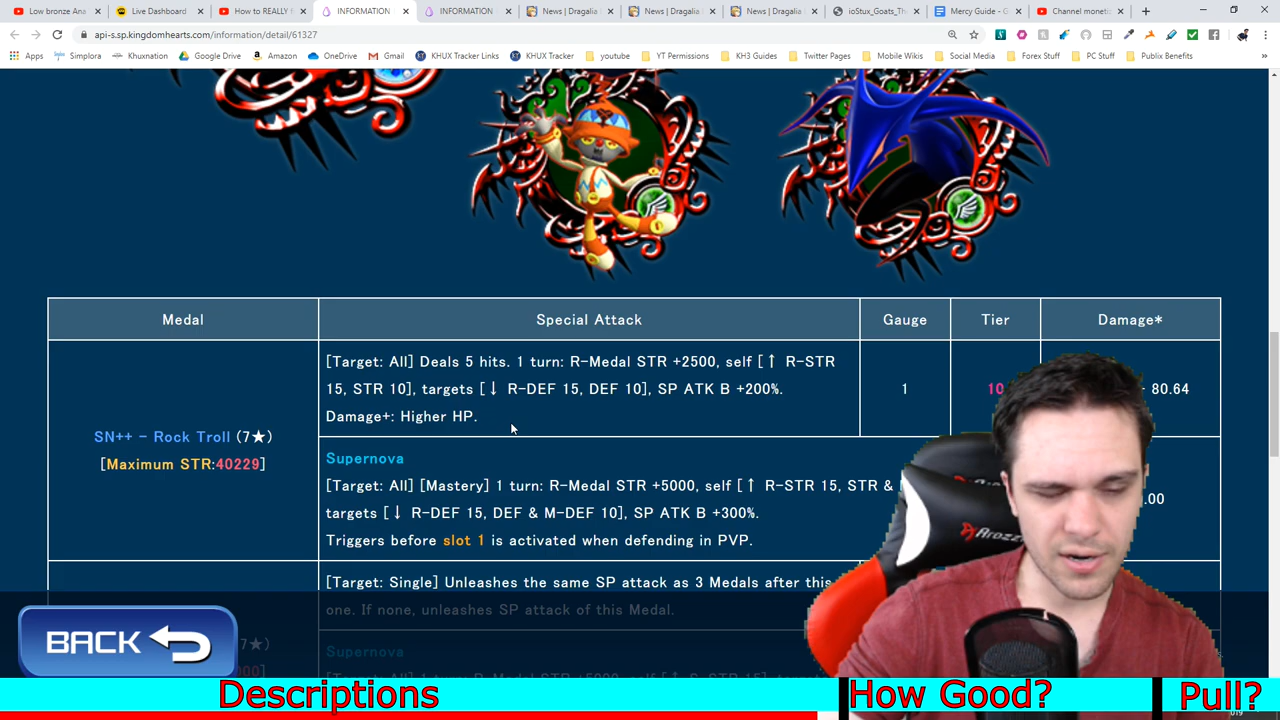 Low bronze Ana
Live Dashboard
How to REALLY
INFORMATION
INFORMATION
News | Dragalia
News | Dragalia
News | Dragalia
ioStux_Goats_Th
Mercy Guide - G
Channel moneti
api-s.sp.kingdomhearts.com/information/detail/61327
Apps
Simplora
Khuxnation
Google Drive
Amazon
OneDrive
Gmail
KHUX Tracker Links
KHUX Tracker
youtube
YT Permissions
KH3 Guides
Twitter Pages
Mobile Wikis
Social Media
Forex Stuff
PC Stuff
Publix Benefits
Medal
Special Attack
Gauge
Tier
Damage*
SN++ - Rock Troll (7★)
[Maximum STR:40229]
[Target: All] Deals 5 hits. 1 turn: R-Medal STR +2500, self [↑ R-STR
15, STR 10], targets [↓ R-DEF 15, DEF 10], SP ATK B +200%.
Damage+: Higher HP.
1
10
- 80.64
Supernova
[Target: All] [Mastery] 1 turn: R-Medal STR +5000, self [↑ R-STR 15, STR &
targets [↓ R-DEF 15, DEF & M-DEF 10], SP ATK B +300%.
Triggers before slot 1 is activated when defending in PVP.
.00
[Target: Single] Unleashes the same SP attack as 3 Medals after this
one. If none, unleashes SP attack of this Medal.
7★)
Supernova
BACK
Arozzi
Descriptions
How Good?
Pull?